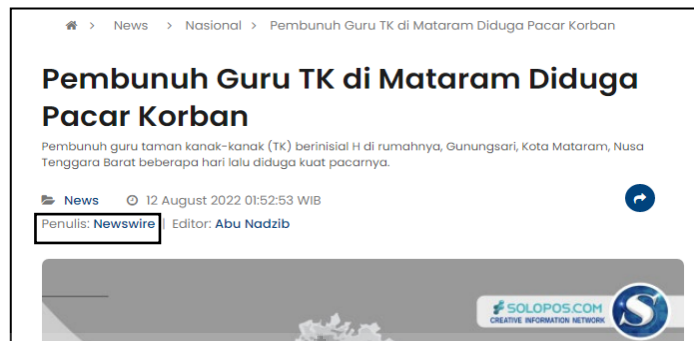 News > Nasional > Pembunuh Guru TK di Mataram Diduga Pacar Korban
Pembunuh Guru TK di Mataram Diduga
Pacar Korban
Pembunuh guru taman kanak-kanak (TK) berinisial H di rumahnya, Gunungsari, Kota Mataram, Nusa
Tenggara Barat beberapa hari lalu diduga kuat pacarnya.
News 12 August 2022 01:52:53 WIB
Penulis: Newswire | Editor: Abu Nadzib
SOLOPOS.COM
CREATIVE INFORMATION NETWORK